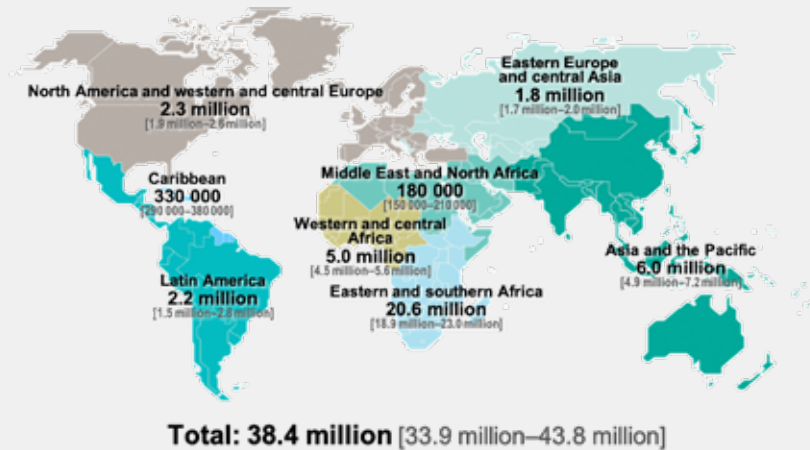 Eastern Europe
and central Asia
1.8 million
[1.7 million–2.0 million]
North America and western and central Europe
2.3 million
[1.9 million–2.6 million]
Middle East and North Africa
180 000
[150 000–210 000]
Caribbean
330 000
[290 000–380 000]
Western and central
Africa
5.0 million
[4.5 million–5.6 million]
Asia and the Pacific
6.0 million
[4.9 million–7.2 million]
Latin America
2.2 million
[1.5 million–2.8 million]
Eastern and southern Africa
20.6 million
[18.9 million–23.0 million]
Total: 38.4 million [33.9 million–43.8 million]